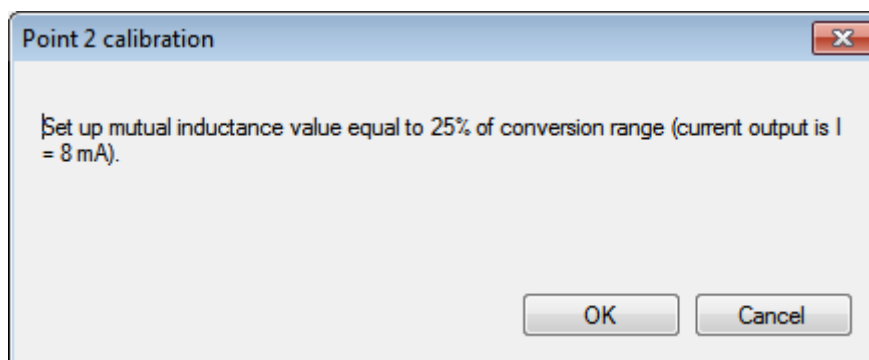 Point 2 calibration
Set up mutual inductance value equal to 25% of conversion range (current output is I
= 8 mA).
OK
Cancel